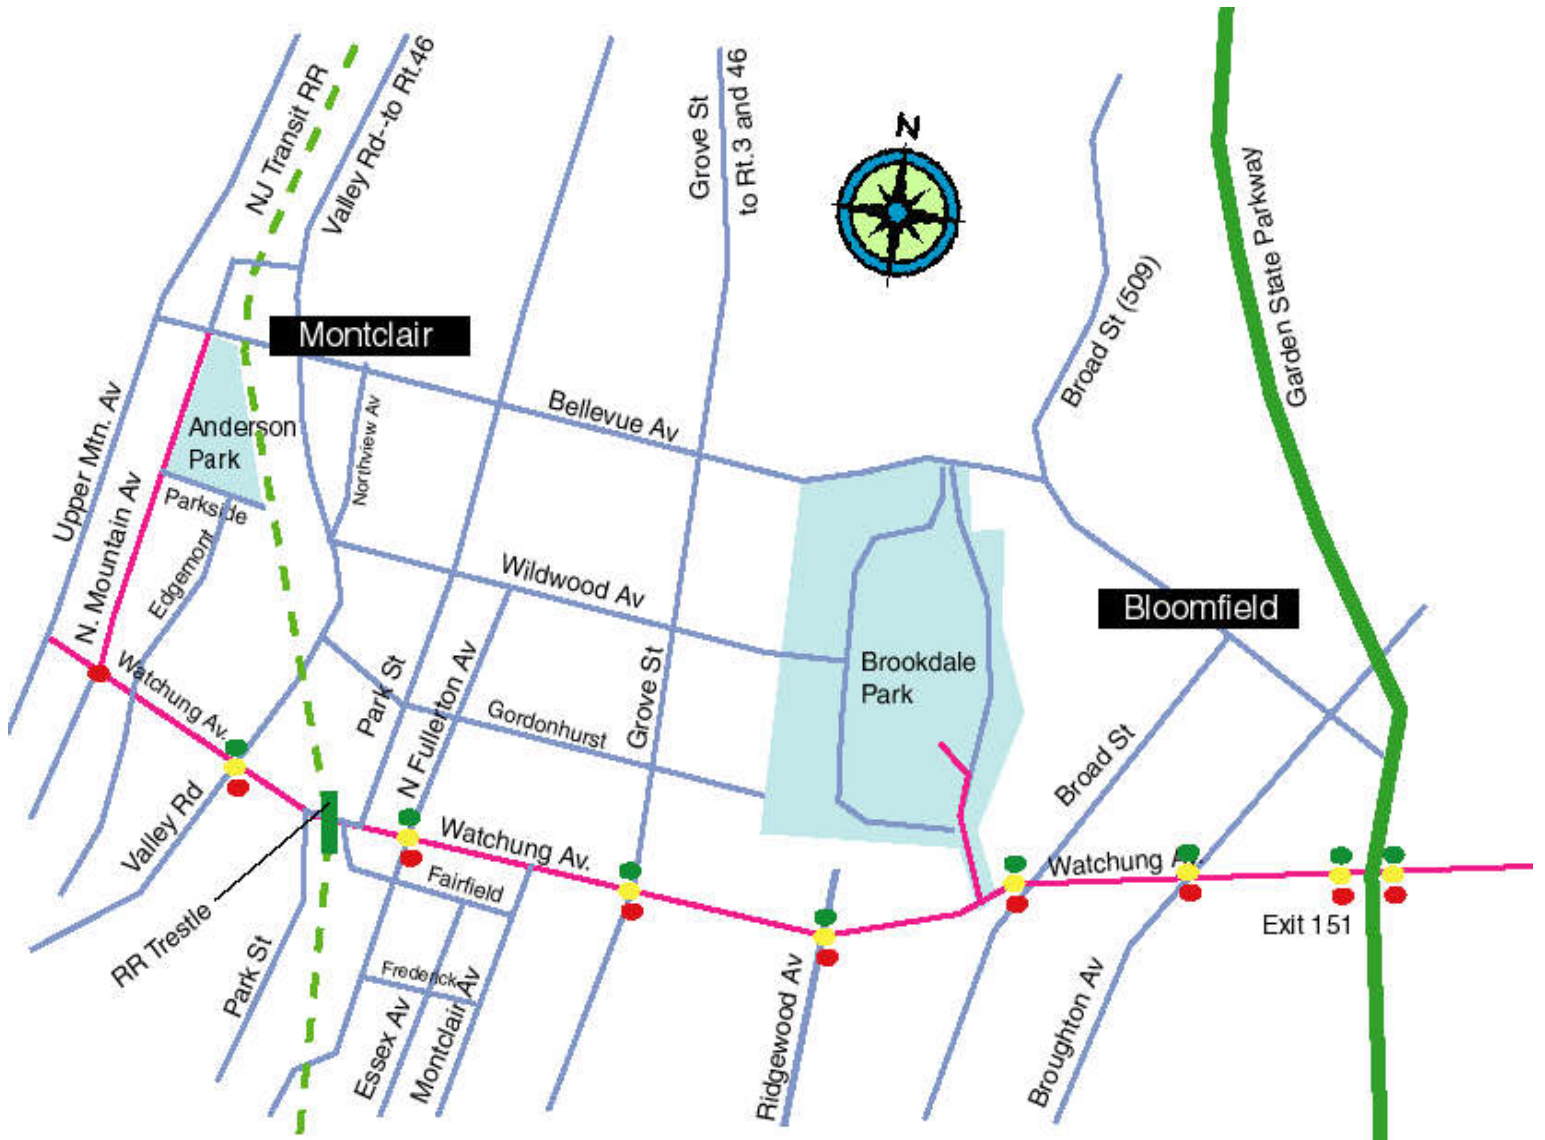 N
NJ Transit RR
Valley Rd--to Rt.46
Grove St
to Rt.3 and 46
Garden State Parkway
Broad St (509)
Montclair
Bellevue Av
Upper Mtn. Av
Anderson
Park
Northview Av
N. Mountain Av
Parkside
Edgemont
Wildwood Av
Bloomfield
Watchung Av.
Park St
N Fullerton Av
Gordonhurst
Grove St
Brookdale
Park
Broad St
Valley Rd
Watchung Av.
Watchung Av.
Fairfield
Exit 151
RR Trestle
Park St
Frederick
Essex Av
Montclair Av
Ridgewood Av
Broughton Av